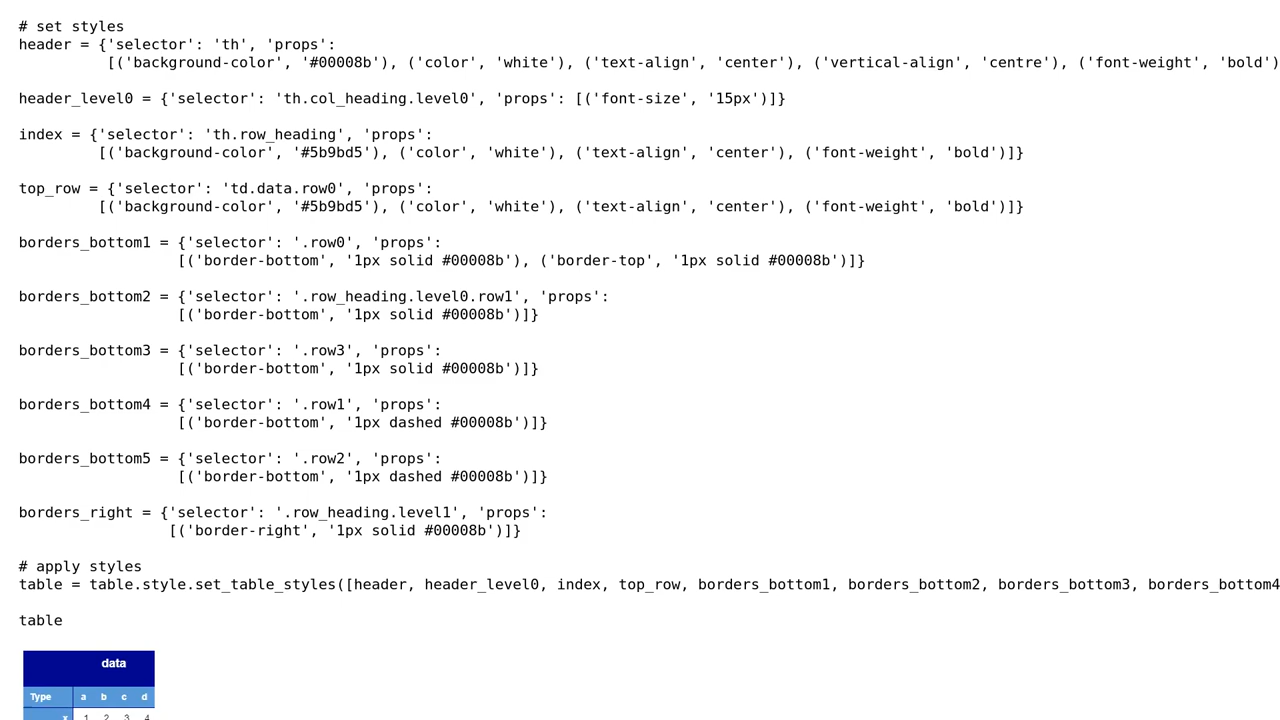 # set styles
header = {'selector': 'th', 'props':
          [('background-color', '#00008b'), ('color', 'white'), ('text-align', 'center'), ('vertical-align', 'centre'), ('font-weight', 'bold')
header_level0 = {'selector': 'th.col_heading.level0', 'props': [('font-size', '15px')]}
index = {'selector': 'th.row_heading', 'props':
         [('background-color', '#5b9bd5'), ('color', 'white'), ('text-align', 'center'), ('font-weight', 'bold')]}
top_row = {'selector': 'td.data.row0', 'props':
         [('background-color', '#5b9bd5'), ('color', 'white'), ('text-align', 'center'), ('font-weight', 'bold')]}
borders_bottom1 = {'selector': '.row0', 'props':
                  [('border-bottom', '1px solid #00008b'), ('border-top', '1px solid #00008b')]}
borders_bottom2 = {'selector': '.row_heading.level0.row1', 'props':
                  [('border-bottom', '1px solid #00008b')]}
borders_bottom3 = {'selector': '.row3', 'props':
                  [('border-bottom', '1px solid #00008b')]}
borders_bottom4 = {'selector': '.row1', 'props':
                  [('border-bottom', '1px dashed #00008b')]}
borders_bottom5 = {'selector': '.row2', 'props':
                  [('border-bottom', '1px dashed #00008b')]}
borders_right = {'selector': '.row_heading.level1', 'props':
                 [('border-right', '1px solid #00008b')]}
# apply styles
table = table.style.set_table_styles([header, header_level0, index, top_row, borders_bottom1, borders_bottom2, borders_bottom3, borders_bottom4
table
data
Type a b c d
x 1 2 3 4